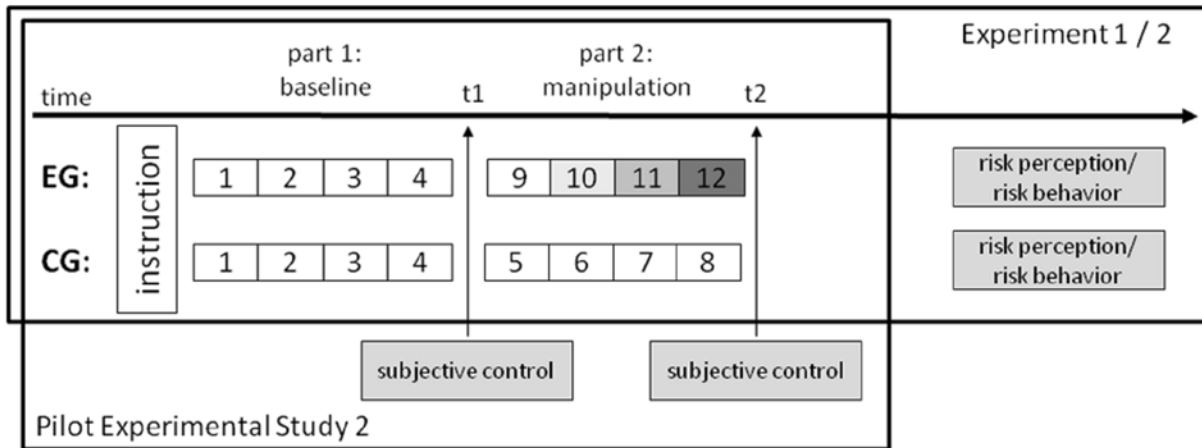 Experiment 1 / 2
part 1:
baseline
part 2:
manipulation
time
t1
t2
instruction
EG:
1 2 3 4
9 10 11 12
risk perception/
risk behavior
CG:
1 2 3 4
5 6 7 8
risk perception/
risk behavior
subjective control
subjective control
Pilot Experimental Study 2